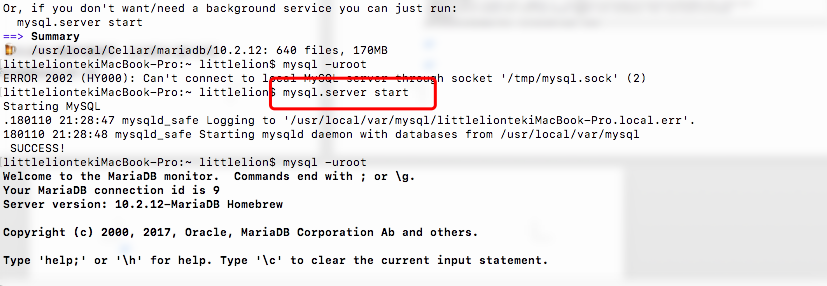 Or, if you don't want/need a background service you can just run:
mysql.server start
==> Summary
🍺  /usr/local/Cellar/mariadb/10.2.12: 640 files, 170MB
littleliontekiMacBook-Pro:~ littlelion$ mysql -uroot
ERROR 2002 (HY000): Can't connect to local MySQL server through socket '/tmp/mysql.sock' (2)
littleliontekiMacBook-Pro:~ littlelion$ mysql.server start
Starting MySQL
.180110 21:28:47 mysqld_safe Logging to '/usr/local/var/mysql/littleliontekiMacBook-Pro.local.err'.
180110 21:28:48 mysqld_safe Starting mysqld daemon with databases from /usr/local/var/mysql
SUCCESS!
littleliontekiMacBook-Pro:~ littlelion$ mysql -uroot
Welcome to the MariaDB monitor.  Commands end with ; or \g.
Your MariaDB connection id is 9
Server version: 10.2.12-MariaDB Homebrew
Copyright (c) 2000, 2017, Oracle, MariaDB Corporation Ab and others.
Type 'help;' or '\h' for help. Type '\c' to clear the current input statement.